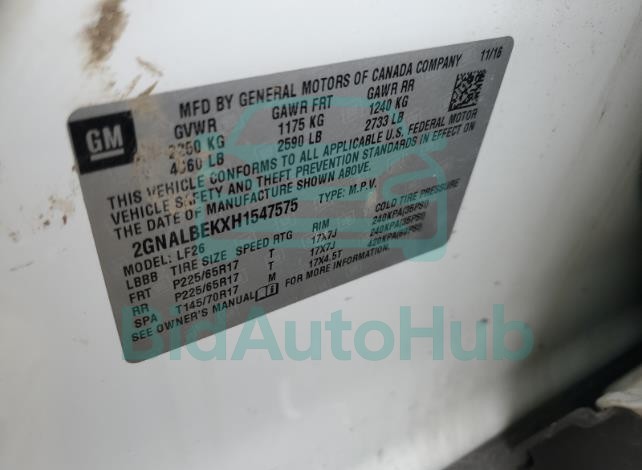 GM
MFD BY GENERAL MOTORS OF CANADA COMPANY 11/16
GVWR GAWR FRT GAWR RR
2250 KG 1175 KG 1240 KG
4960 LB 2590 LB 2733 LB
THIS VEHICLE CONFORMS TO ALL APPLICABLE U.S. FEDERAL MOTOR
VEHICLE SAFETY AND THEFT PREVENTION STANDARDS IN EFFECT ON
THE DATE OF MANUFACTURE SHOWN ABOVE.
2GNALBEKXH1547575 TYPE: M.P.V.
MODEL: LF26
LBBB TIRE SIZE SPEED RTG RIM COLD TIRE PRESSURE
FRT P225/65R17 T 17X7J 240KPA(35PSI)
RR P225/65R17 T 17X7J 240KPA(35PSI)
SPA T145/70R17 M 17X4.5T 420KPA(60PSI)
SEE OWNER'S MANUAL FOR MORE INFORMATION.
BidAutoHub